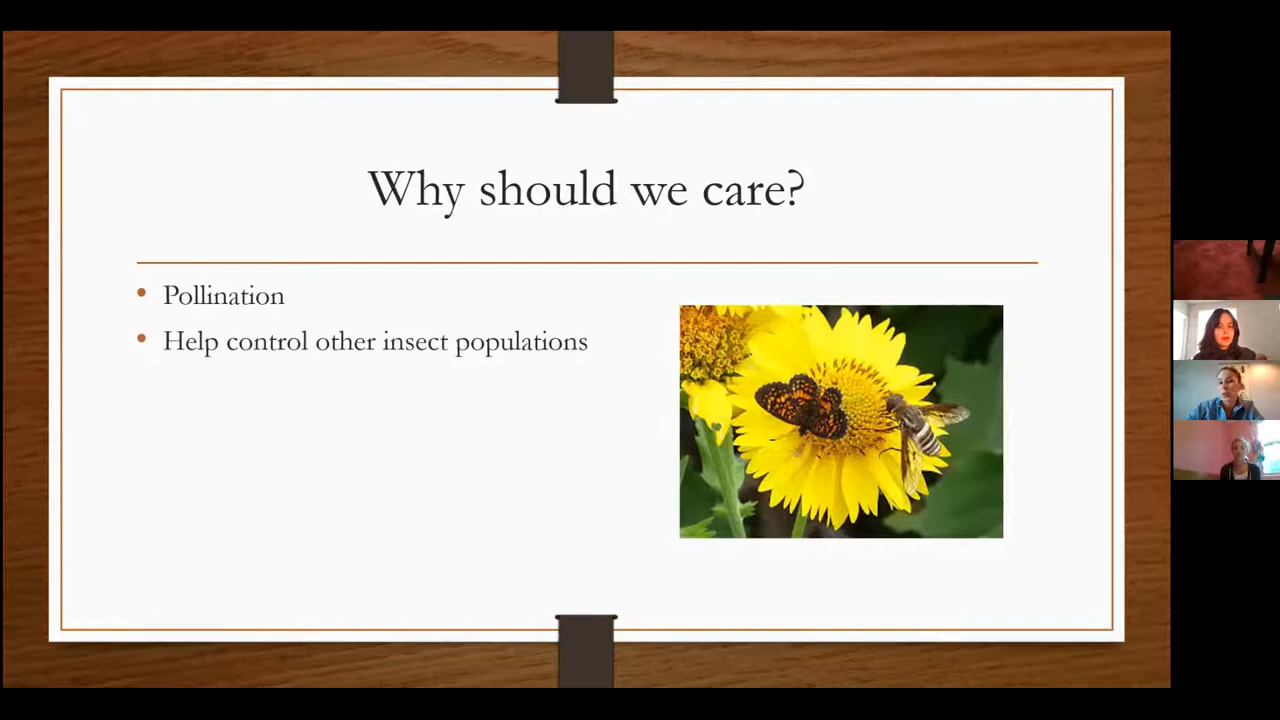 Why should we care?
Pollination
Help control other insect populations